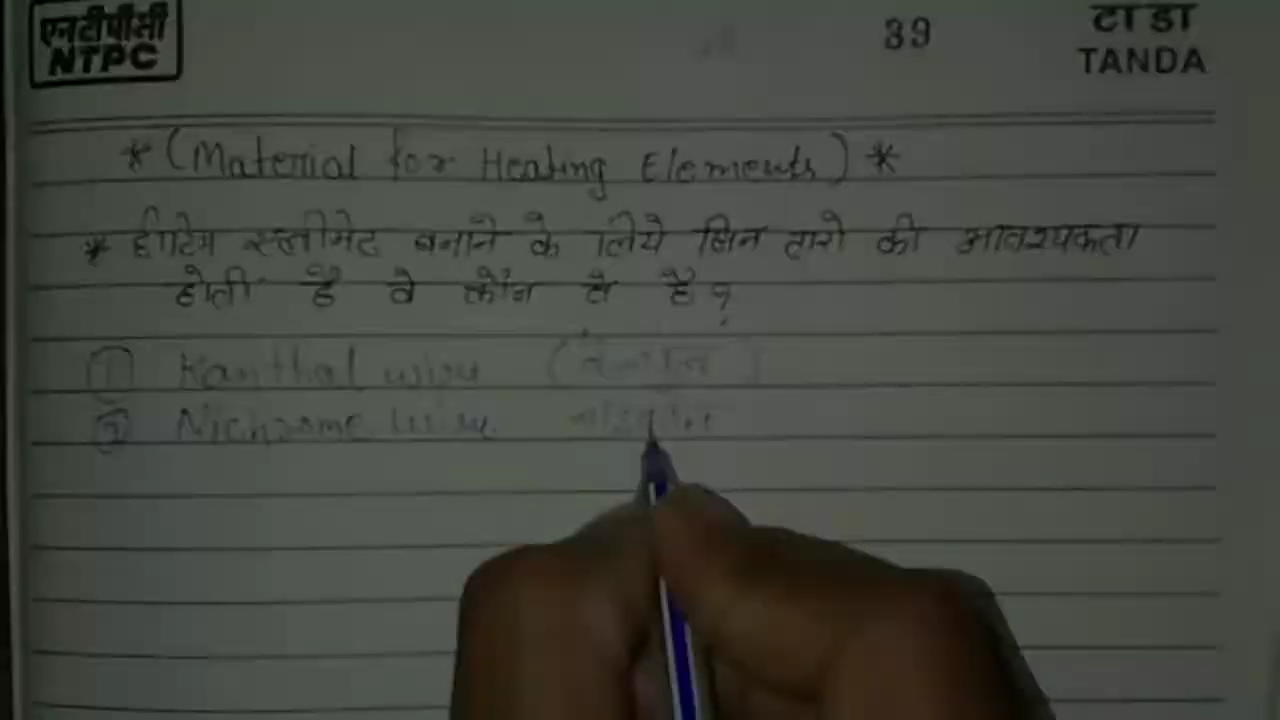 एनटीपीसी
NTPC
39
टाण्डा
TANDA
* (Material for Heating Elements) *
* हीटिंग एलीमेंट बनाने के लिये जिन तारो की आवश्यकता
होती है वे कौन से है ?
① Kanthal wire
② Nichrome wire